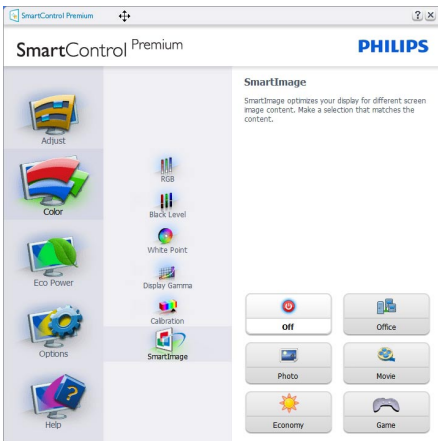 SmartControl Premium
SmartControl Premium
PHILIPS
Adjust
Color
Eco Power
Options
Help
RGB
Black Level
White Point
Display Gamma
Calibration
SmartImage
SmartImage
SmartImage optimizes your display for different screen
image content. Make a selection that matches the
content.
Off
Office
Photo
Movie
Economy
Game